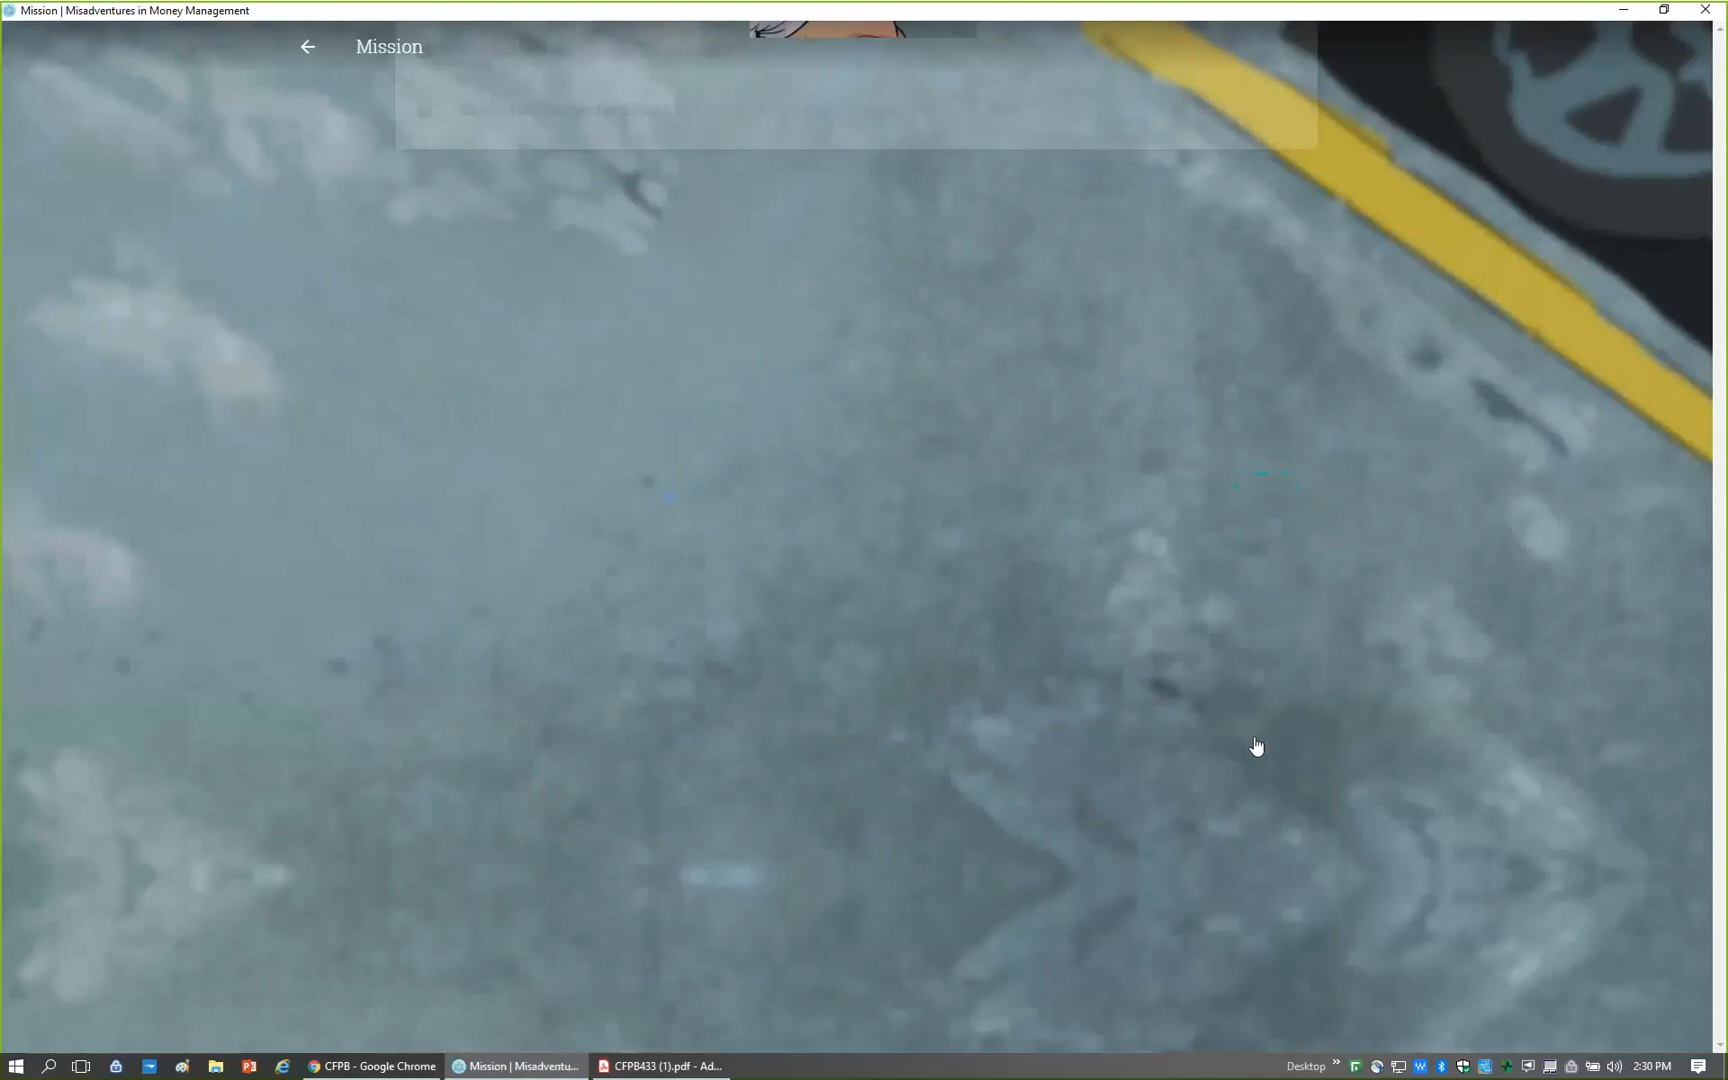 Mission | Misadventures in Money Management
Mission
CFPB - Google Chrome
Mission | Misadventu...
CFPB433 (1).pdf - Ad...
Desktop
2:30 PM